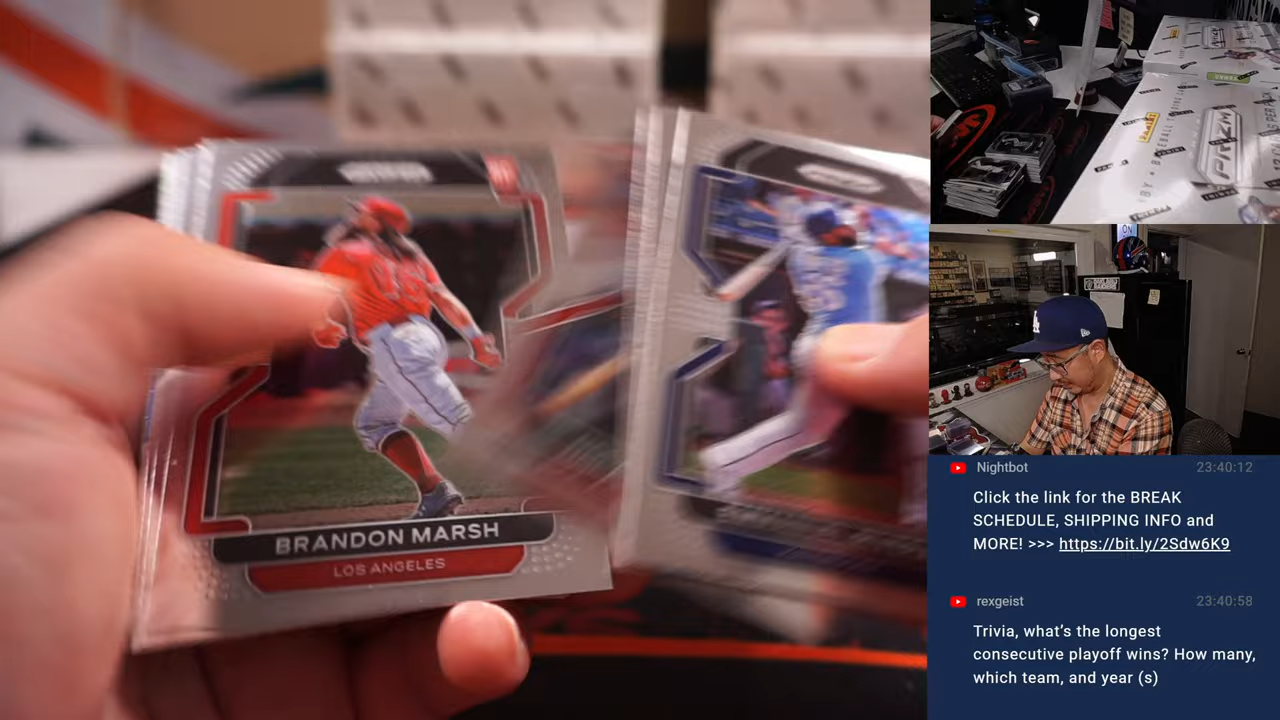 BRANDON MARSH
LOS ANGELES
PRIZM
ON
Nightbot 23:40:12
Click the link for the BREAK
SCHEDULE, SHIPPING INFO and
MORE! >>> https://bit.ly/2Sdw6K9
rexgeist 23:40:58
Trivia, what's the longest
consecutive playoff wins? How many,
which team, and year (s)